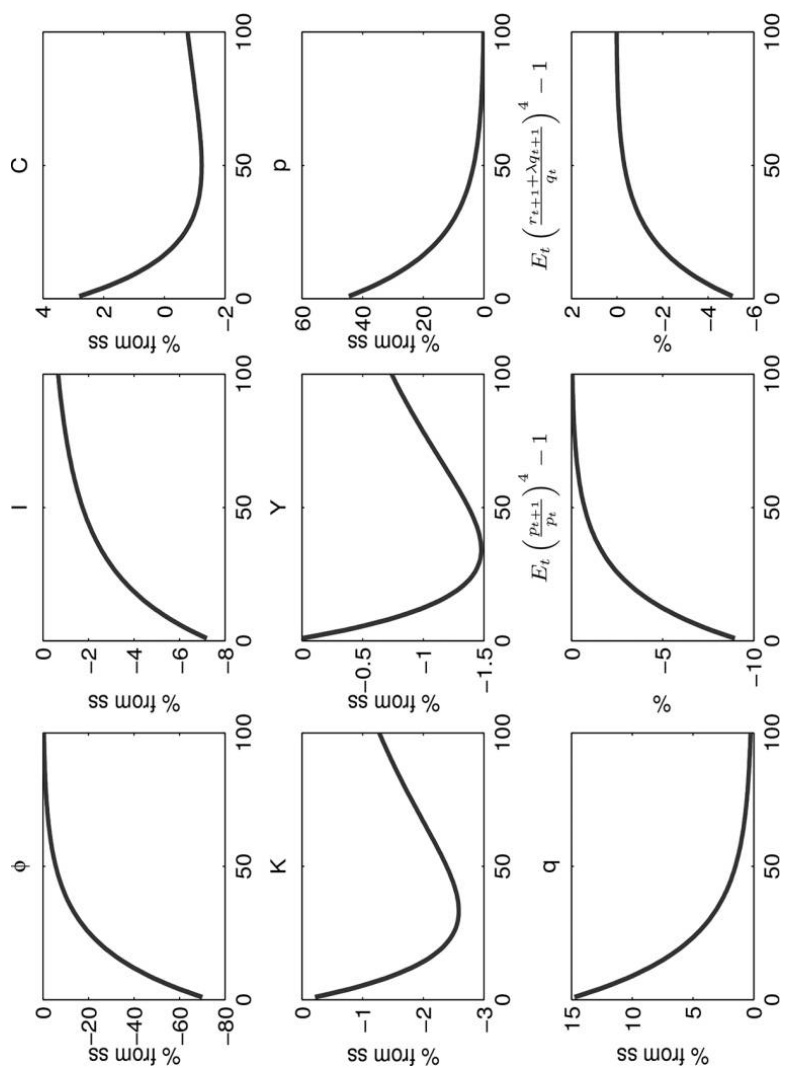 ϕ
% from ss
0
−20
−40
−60
−80
0 50 100
I
% from ss
0
−2
−4
−6
−8
0 50 100
C
% from ss
4
2
0
−2
0 50 100
K
% from ss
0
−1
−2
−3
0 50 100
Y
% from ss
0
−0.5
−1
−1.5
0 50 100
p
% from ss
60
40
20
0
0 50 100
q
% from ss
15
10
5
0
0 50 100
E_t (p_{t+1}/p_t)^4 − 1
%
0
−5
−10
0 50 100
E_t (r_{t+1}+λq_{t+1}/q_t)^4 − 1
%
2
0
−2
−4
−6
0 50 100